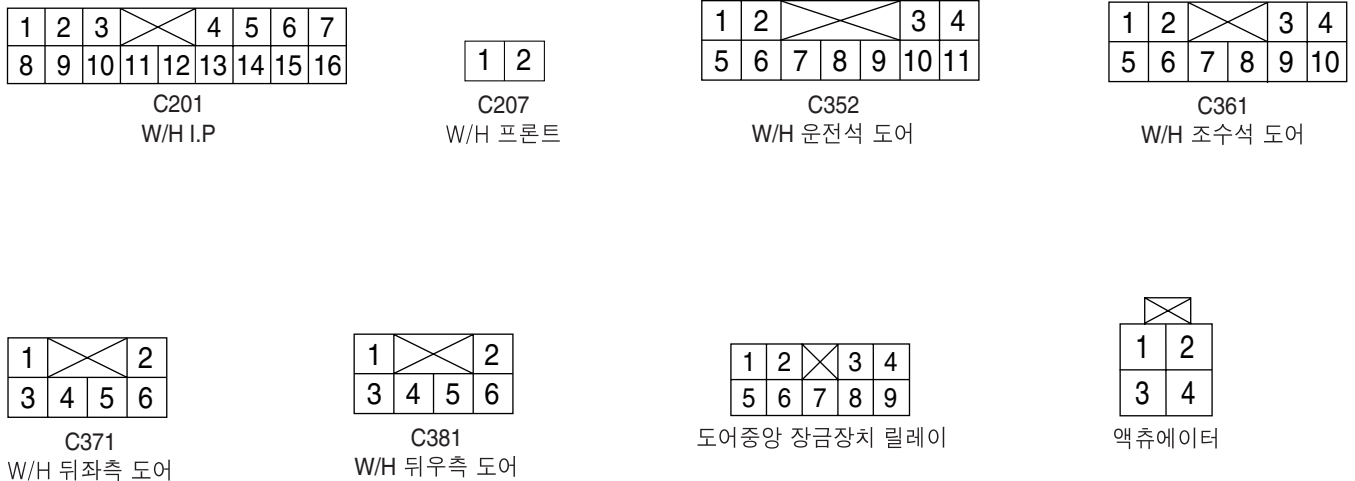 1 2 3 4 5 6 7
8 9 10 11 12 13 14 15 16
C201
W/H I.P
1 2
C207
W/H 프론트
1 2 3 4
5 6 7 8 9 10 11
C352
W/H 운전석 도어
1 2 3 4
5 6 7 8 9 10
C361
W/H 조수석 도어
1 2
3 4 5 6
C371
W/H 뒤좌측 도어
1 2
3 4 5 6
C381
W/H 뒤우측 도어
1 2 3 4
5 6 7 8 9
도어중앙 장금장치 릴레이
1 2
3 4
액츄에이터